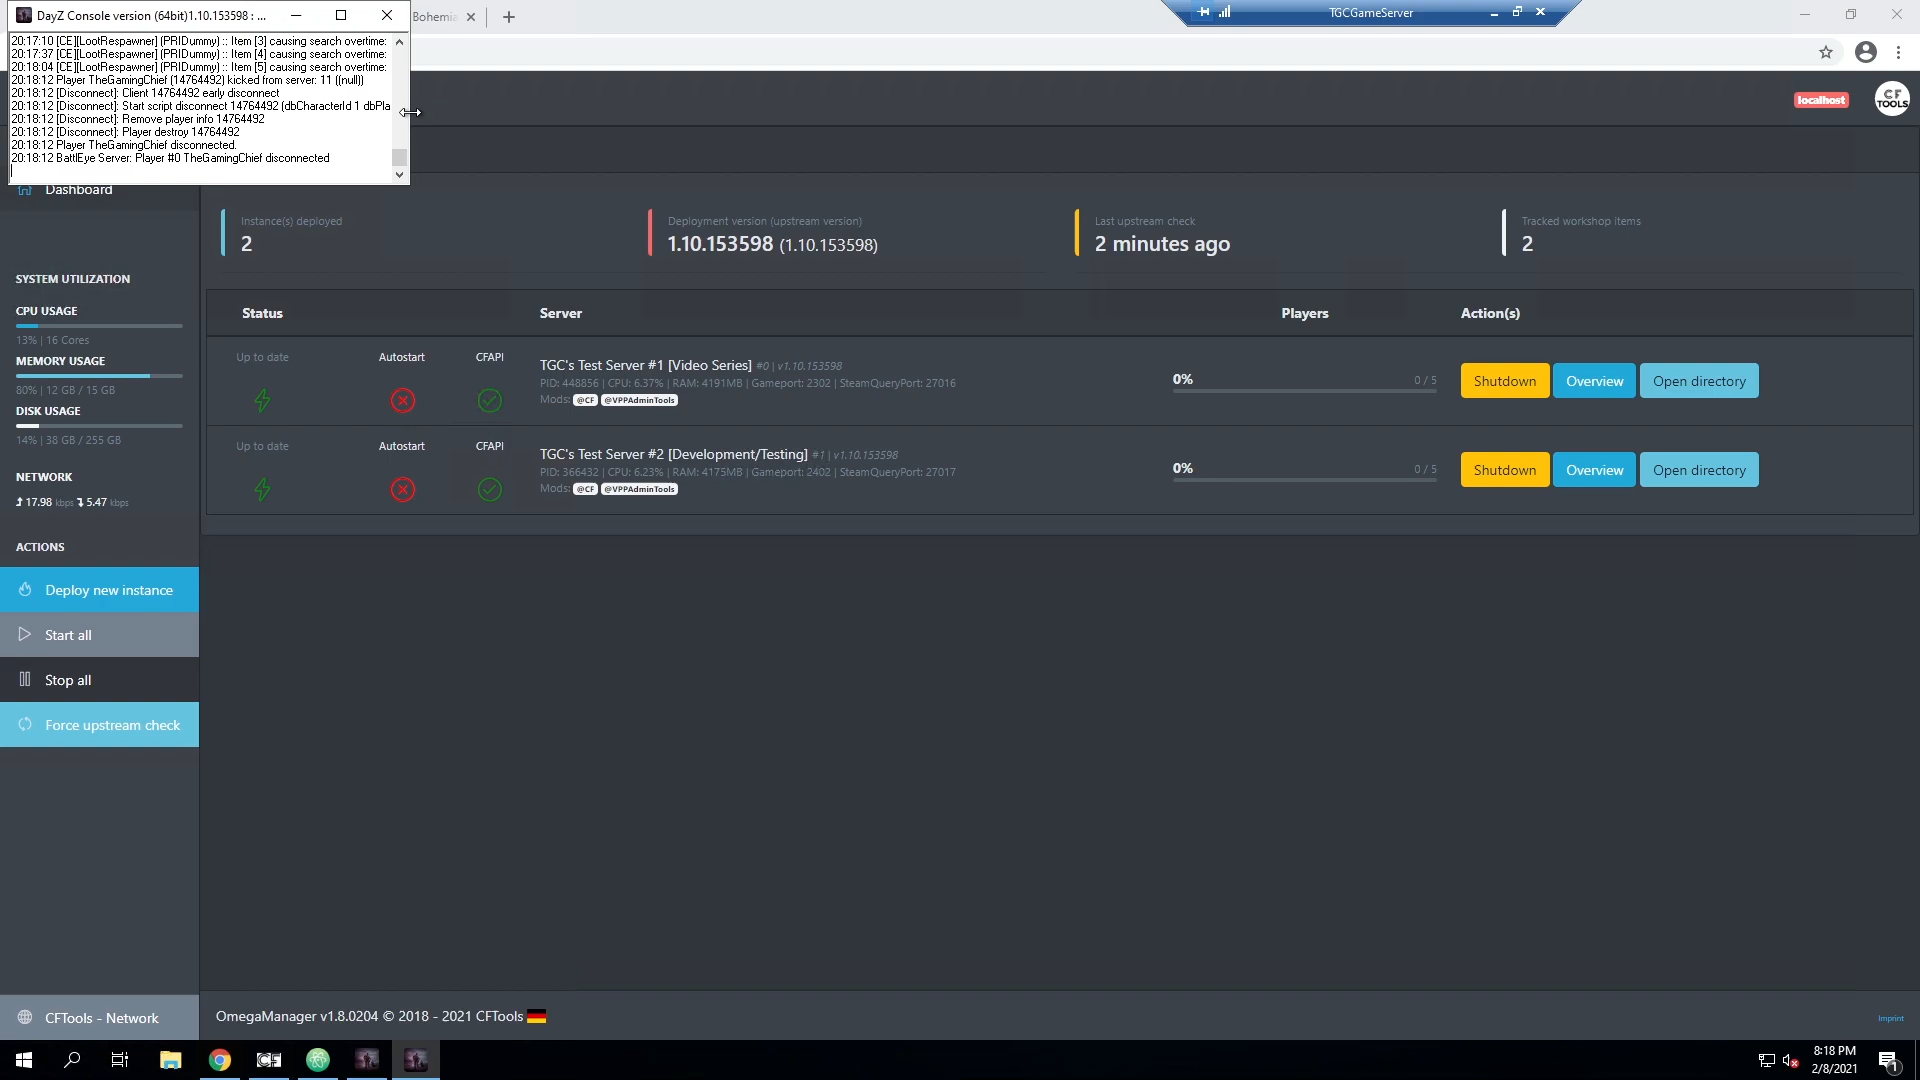 DayZ Console version (64bit)1.10.153598 : ...
Bohemia
TGCGameServer
20:17:10 [CE][LootRespawner] (PRIDummy) :: Item [3] causing search overtime:
20:17:37 [CE][LootRespawner] (PRIDummy) :: Item [4] causing search overtime:
20:18:04 [CE][LootRespawner] (PRIDummy) :: Item [5] causing search overtime:
20:18:12 Player TheGamingChief (14764492) kicked from server: 11 ((null))
20:18:12 [Disconnect]: Client 14764492 early disconnect
20:18:12 [Disconnect]: Start script disconnect 14764492 (dbCharacterId 1 dbPla
20:18:12 [Disconnect]: Remove player info 14764492
20:18:12 [Disconnect]: Player destroy 14764492
20:18:12 Player TheGamingChief disconnected.
20:18:12 BattlEye Server: Player #0 TheGamingChief disconnected
localhost
CF
TOOLS
Dashboard
Instance(s) deployed
2
Deployment version (upstream version)
1.10.153598 (1.10.153598)
Last upstream check
2 minutes ago
Tracked workshop items
2
SYSTEM UTILIZATION
CPU USAGE
13% | 16 Cores
MEMORY USAGE
80% | 12 GB / 15 GB
DISK USAGE
14% | 38 GB / 255 GB
NETWORK
17.98 kbps 5.47 kbps
ACTIONS
Deploy new instance
Start all
Stop all
Force upstream check
Status
Server
Players
Action(s)
Up to date
Autostart
CFAPI
TGC's Test Server #1 [Video Series] #0 | v1.10.153598
PID: 448856 | CPU: 6.37% | RAM: 4191MB | Gameport: 2302 | SteamQueryPort: 27016
Mods: @CF @VPPAdminTools
0%
0 / 5
Shutdown
Overview
Open directory
Up to date
Autostart
CFAPI
TGC's Test Server #2 [Development/Testing] #1 | v1.10.153598
PID: 366432 | CPU: 6.23% | RAM: 4175MB | Gameport: 2402 | SteamQueryPort: 27017
Mods: @CF @VPPAdminTools
0%
0 / 5
Shutdown
Overview
Open directory
CFTools - Network
OmegaManager v1.8.0204 © 2018 - 2021 CFTools
Imprint
CF
8:18 PM
2/8/2021
1